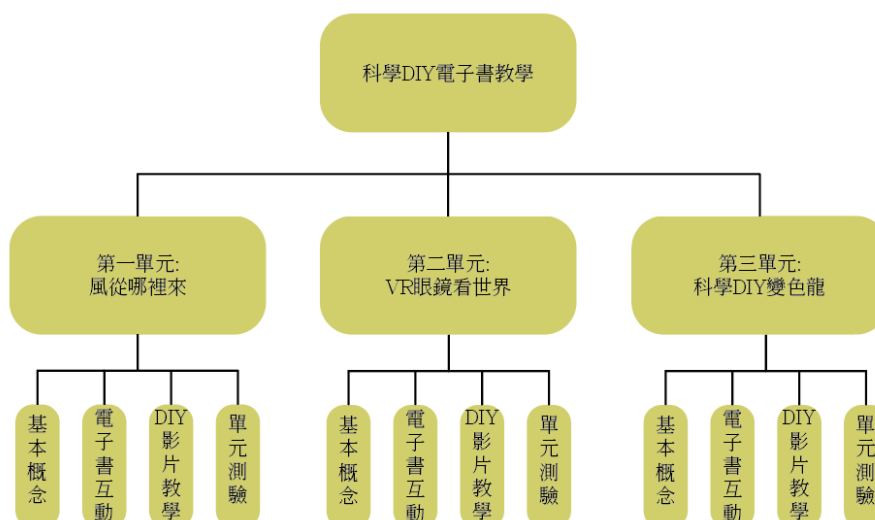 科學DIY電子書教學
第一單元:
風從哪裡來
第二單元:
VR眼鏡看世界
第三單元:
科學DIY變色龍
基本概念
電子書互動
DIY影片教學
單元測驗
基本概念
電子書互動
DIY影片教學
單元測驗
基本概念
電子書互動
DIY影片教學
單元測驗